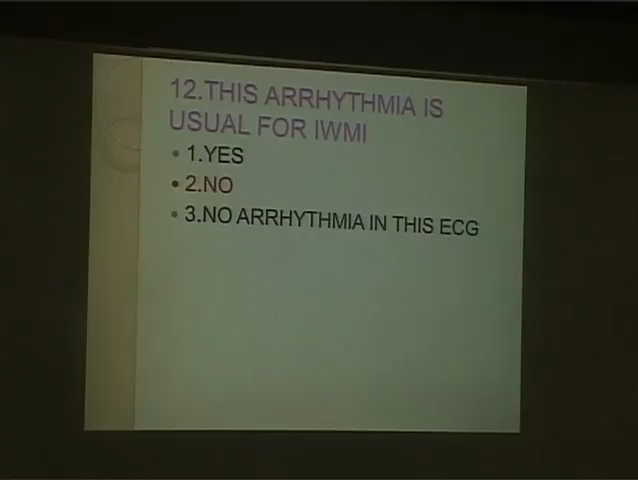 12.THIS ARRHYTHMIA IS
USUAL FOR IWMI
• 1.YES
• 2.NO
• 3.NO ARRHYTHMIA IN THIS ECG